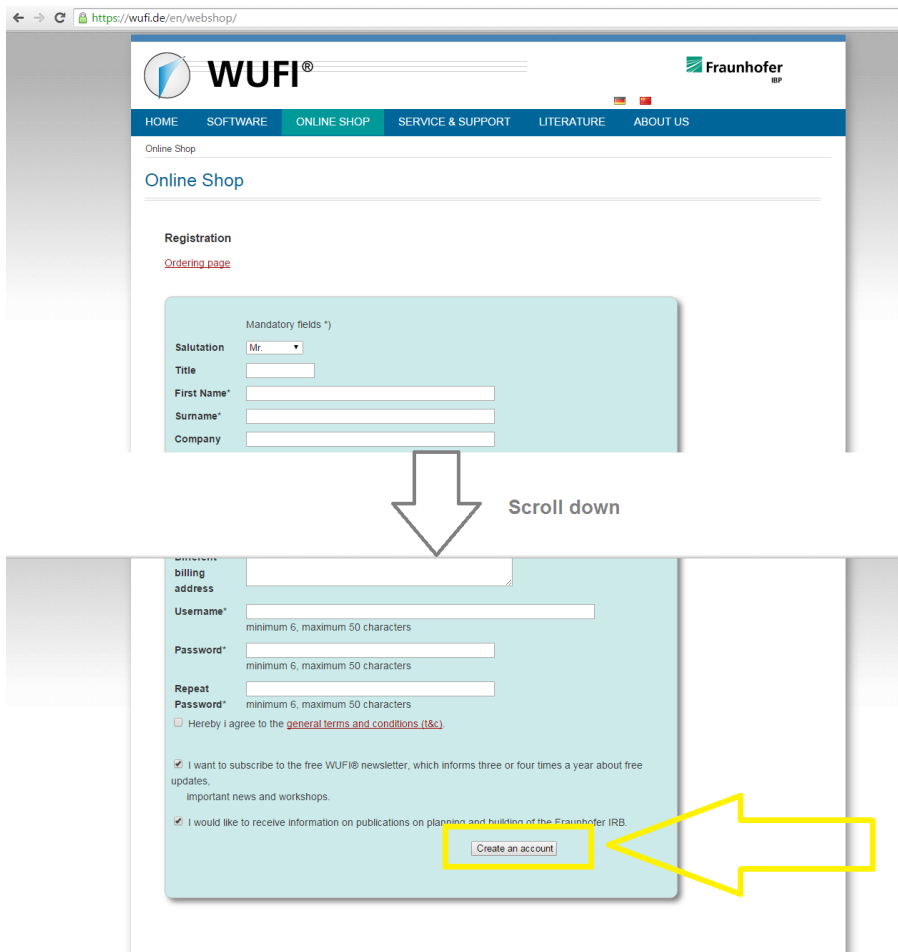 https://wufi.de/en/webshop/
WUFI®
Fraunhofer
IBP
HOME SOFTWARE ONLINE SHOP SERVICE & SUPPORT LITERATURE ABOUT US
Online Shop
Online Shop
Registration
Ordering page
Mandatory fields *)
Salutation Mr.
Title
First Name*
Surname*
Company
Scroll down
Different
billing
address
Username*
minimum 6, maximum 50 characters
Password*
minimum 6, maximum 50 characters
Repeat
Password* minimum 6, maximum 50 characters
Hereby i agree to the general terms and conditions (t&c).
I want to subscribe to the free WUFI® newsletter, which informs three or four times a year about free
updates,
important news and workshops.
I would like to receive information on publications on planning and building of the Fraunhofer IRB.
Create an account